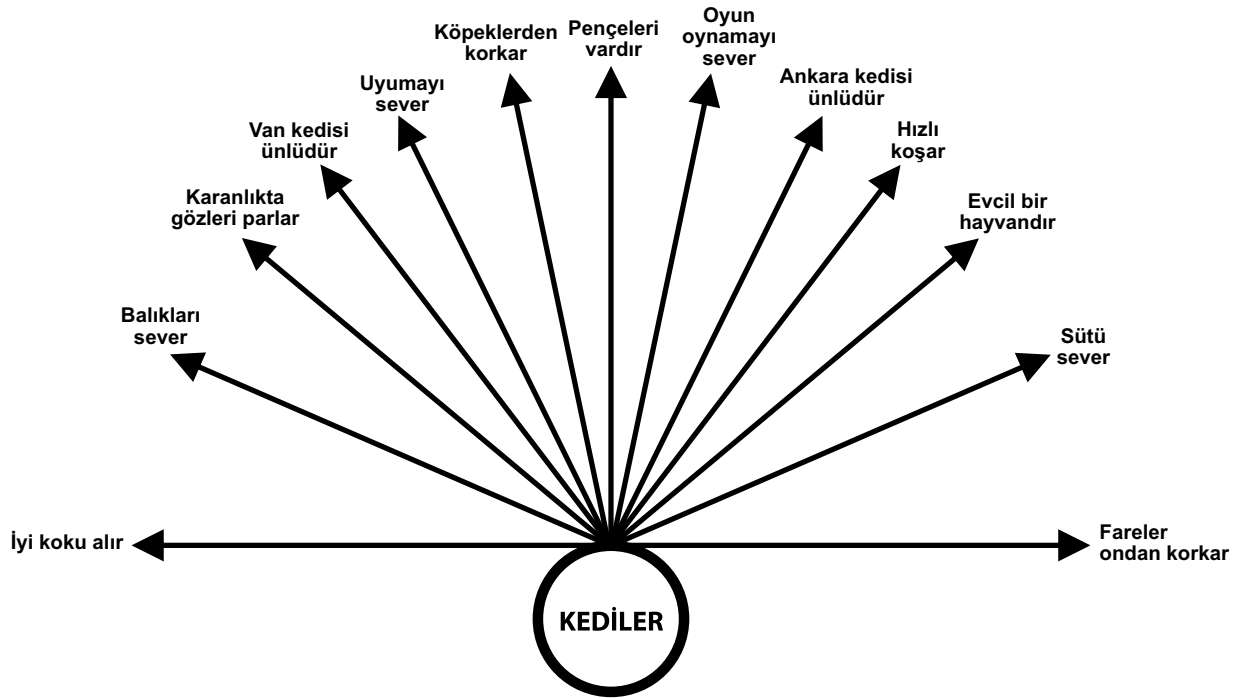 İyi koku alır
Balıkları
sever
Karanlıkta
gözleri parlar
Van kedisi
ünlüdür
Uyumayı
sever
Köpeklerden
korkar
Pençeleri
vardır
Oyun
oynamayı
sever
Ankara kedisi
ünlüdür
Hızlı
koşar
Evcil bir
hayvandır
Sütü
sever
Fareler
ondan korkar
KEDİLER